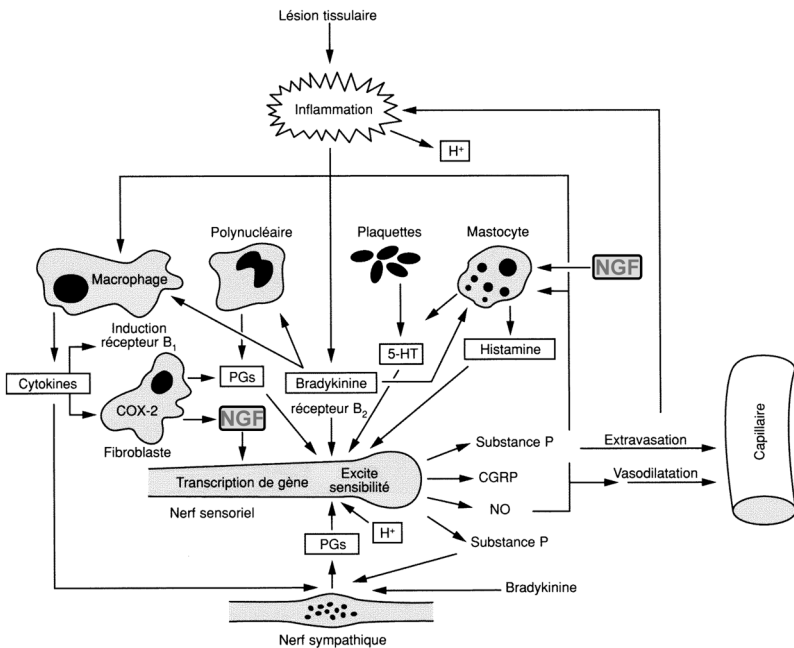 Lésion tissulaire
Inflammation
H+
Polynucléaire
Plaquettes
Mastocyte
NGF
Macrophage
Induction
récepteur B1
5-HT
Histamine
Cytokines
PGs
Bradykinine
COX-2
NGF
récepteur B2
Fibroblaste
Substance P
Extravasation
Capillaire
Transcription de gène
Excite
sensibilité
CGRP
Vasodilatation
Nerf sensoriel
NO
H+
PGs
Substance P
Bradykinine
Nerf sympathique